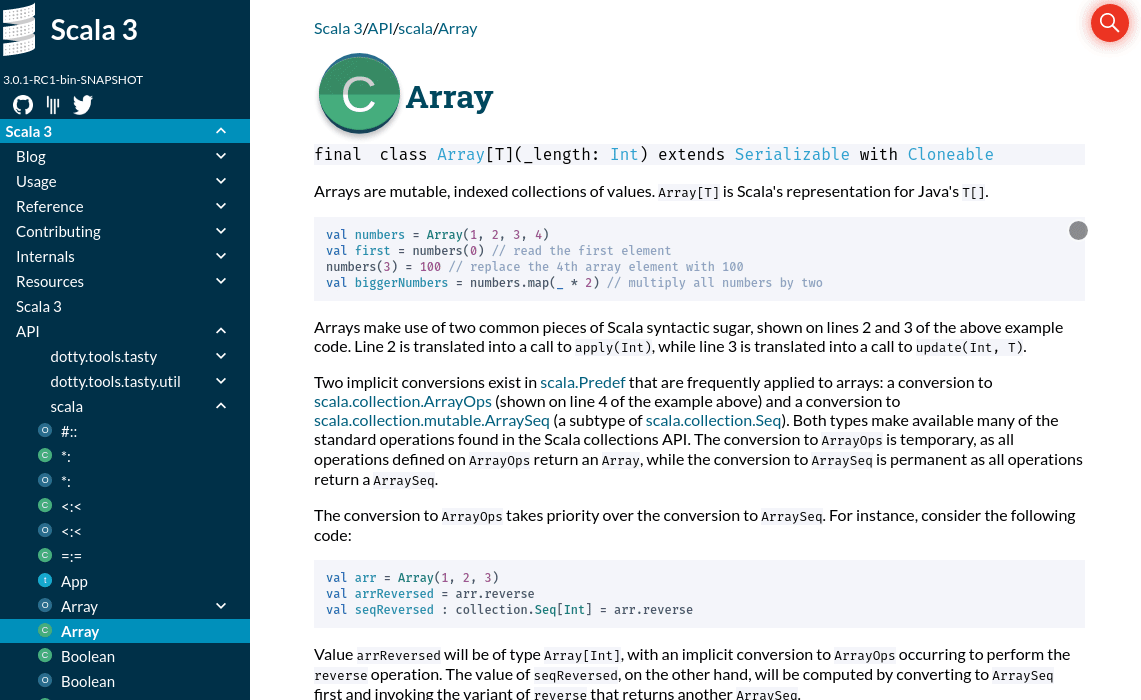 Scala 3
3.0.1-RC1-bin-SNAPSHOT
Scala 3
Blog
Usage
Reference
Contributing
Internals
Resources
Scala 3
API
dotty.tools.tasty
dotty.tools.tasty.util
scala
O #::
C *:
O *:
C <:<
O <:<
C =:=
t App
O Array
C Array
C Boolean
O Boolean
Scala 3/API/scala/Array
C Array
final class Array[T](_length: Int) extends Serializable with Cloneable
Arrays are mutable, indexed collections of values. Array[T] is Scala's representation for Java's T[].
val numbers = Array(1, 2, 3, 4)
val first = numbers(0) // read the first element
numbers(3) = 100 // replace the 4th array element with 100
val biggerNumbers = numbers.map(_ * 2) // multiply all numbers by two
Arrays make use of two common pieces of Scala syntactic sugar, shown on lines 2 and 3 of the above example
code. Line 2 is translated into a call to apply(Int), while line 3 is translated into a call to update(Int, T).
Two implicit conversions exist in scala.Predef that are frequently applied to arrays: a conversion to
scala.collection.ArrayOps (shown on line 4 of the example above) and a conversion to
scala.collection.mutable.ArraySeq (a subtype of scala.collection.Seq). Both types make available many of the
standard operations found in the Scala collections API. The conversion to ArrayOps is temporary, as all
operations defined on ArrayOps return an Array, while the conversion to ArraySeq is permanent as all operations
return a ArraySeq.
The conversion to ArrayOps takes priority over the conversion to ArraySeq. For instance, consider the following
code:
val arr = Array(1, 2, 3)
val arrReversed = arr.reverse
val seqReversed : collection.Seq[Int] = arr.reverse
Value arrReversed will be of type Array[Int], with an implicit conversion to ArrayOps occurring to perform the
reverse operation. The value of seqReversed, on the other hand, will be computed by converting to ArraySeq
first and invoking the variant of reverse that returns another ArraySeq.